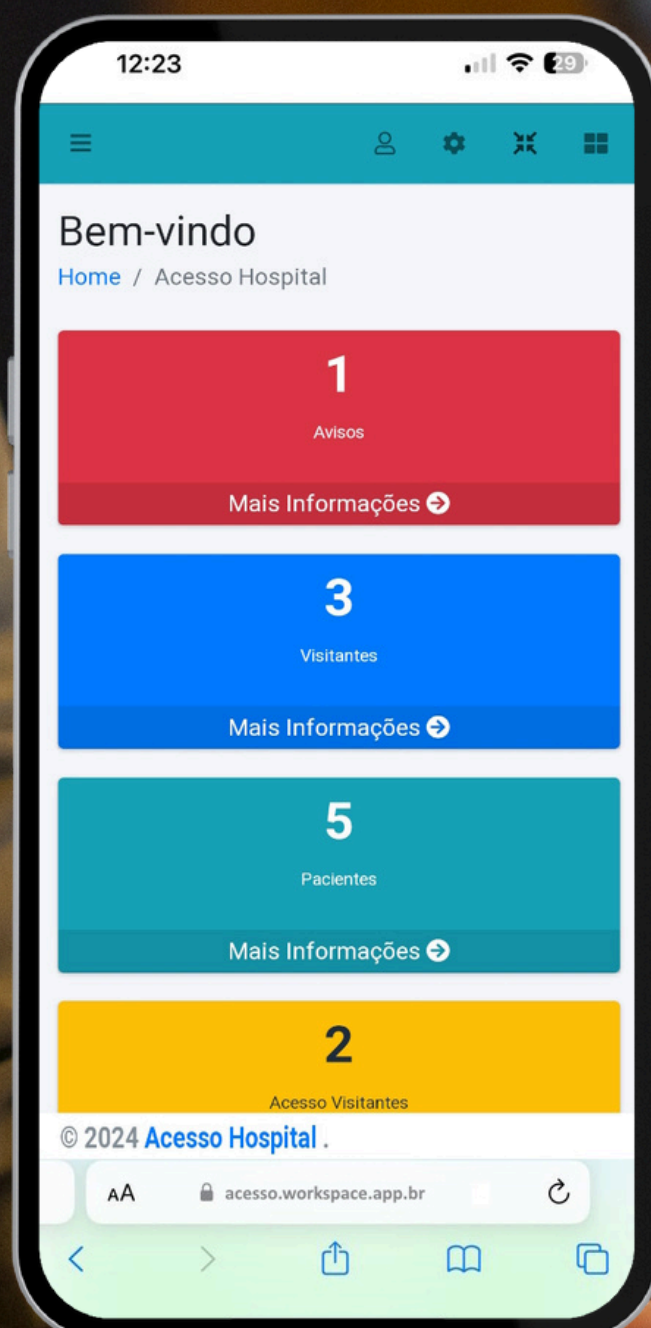 12:23
29
Bem-vindo
Home / Acesso Hospital
1
Avisos
Mais Informações
3
Visitantes
Mais Informações
5
Pacientes
Mais Informações
2
Acesso Visitantes
© 2024 Acesso Hospital .
AA acesso.workspace.app.br